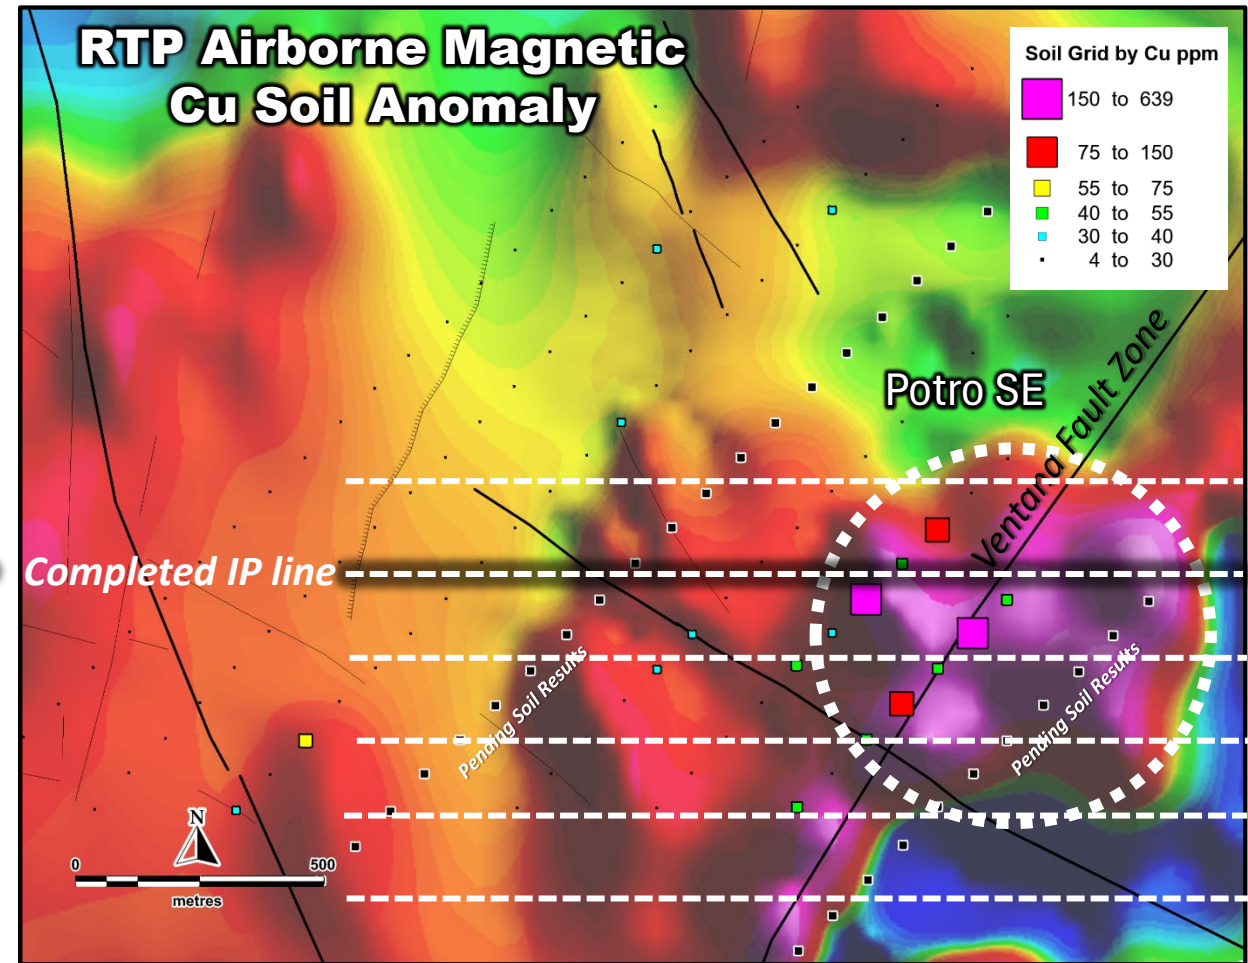 RTP Airborne Magnetic
Cu Soil Anomaly
Soil Grid by Cu ppm
150 to 639
75 to 150
55 to 75
40 to 55
30 to 40
4 to 30
Potro SE
Ventana Fault Zone
Completed IP line
Pending Soil Results
Pending Soil Results
N
0 500
metres